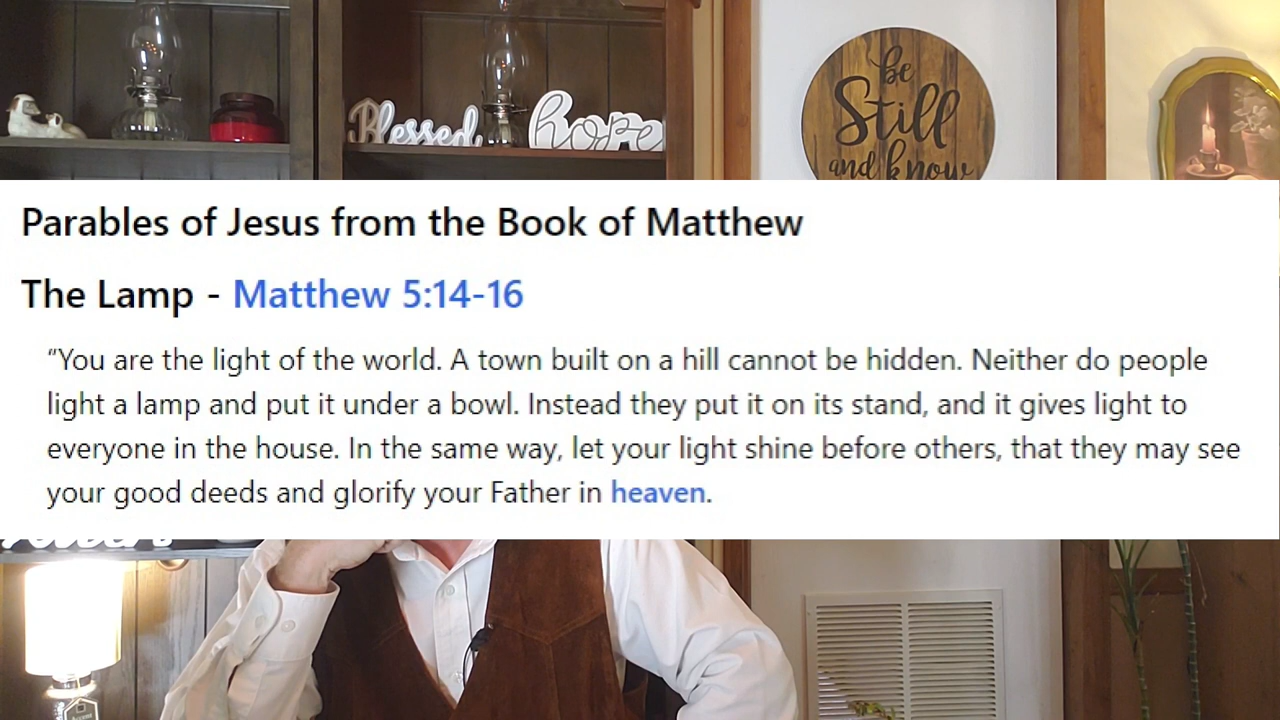 Blessed
hope
be
Still
and know
Parables of Jesus from the Book of Matthew
The Lamp - Matthew 5:14-16
“You are the light of the world. A town built on a hill cannot be hidden. Neither do people
light a lamp and put it under a bowl. Instead they put it on its stand, and it gives light to
everyone in the house. In the same way, let your light shine before others, that they may see
your good deeds and glorify your Father in heaven.